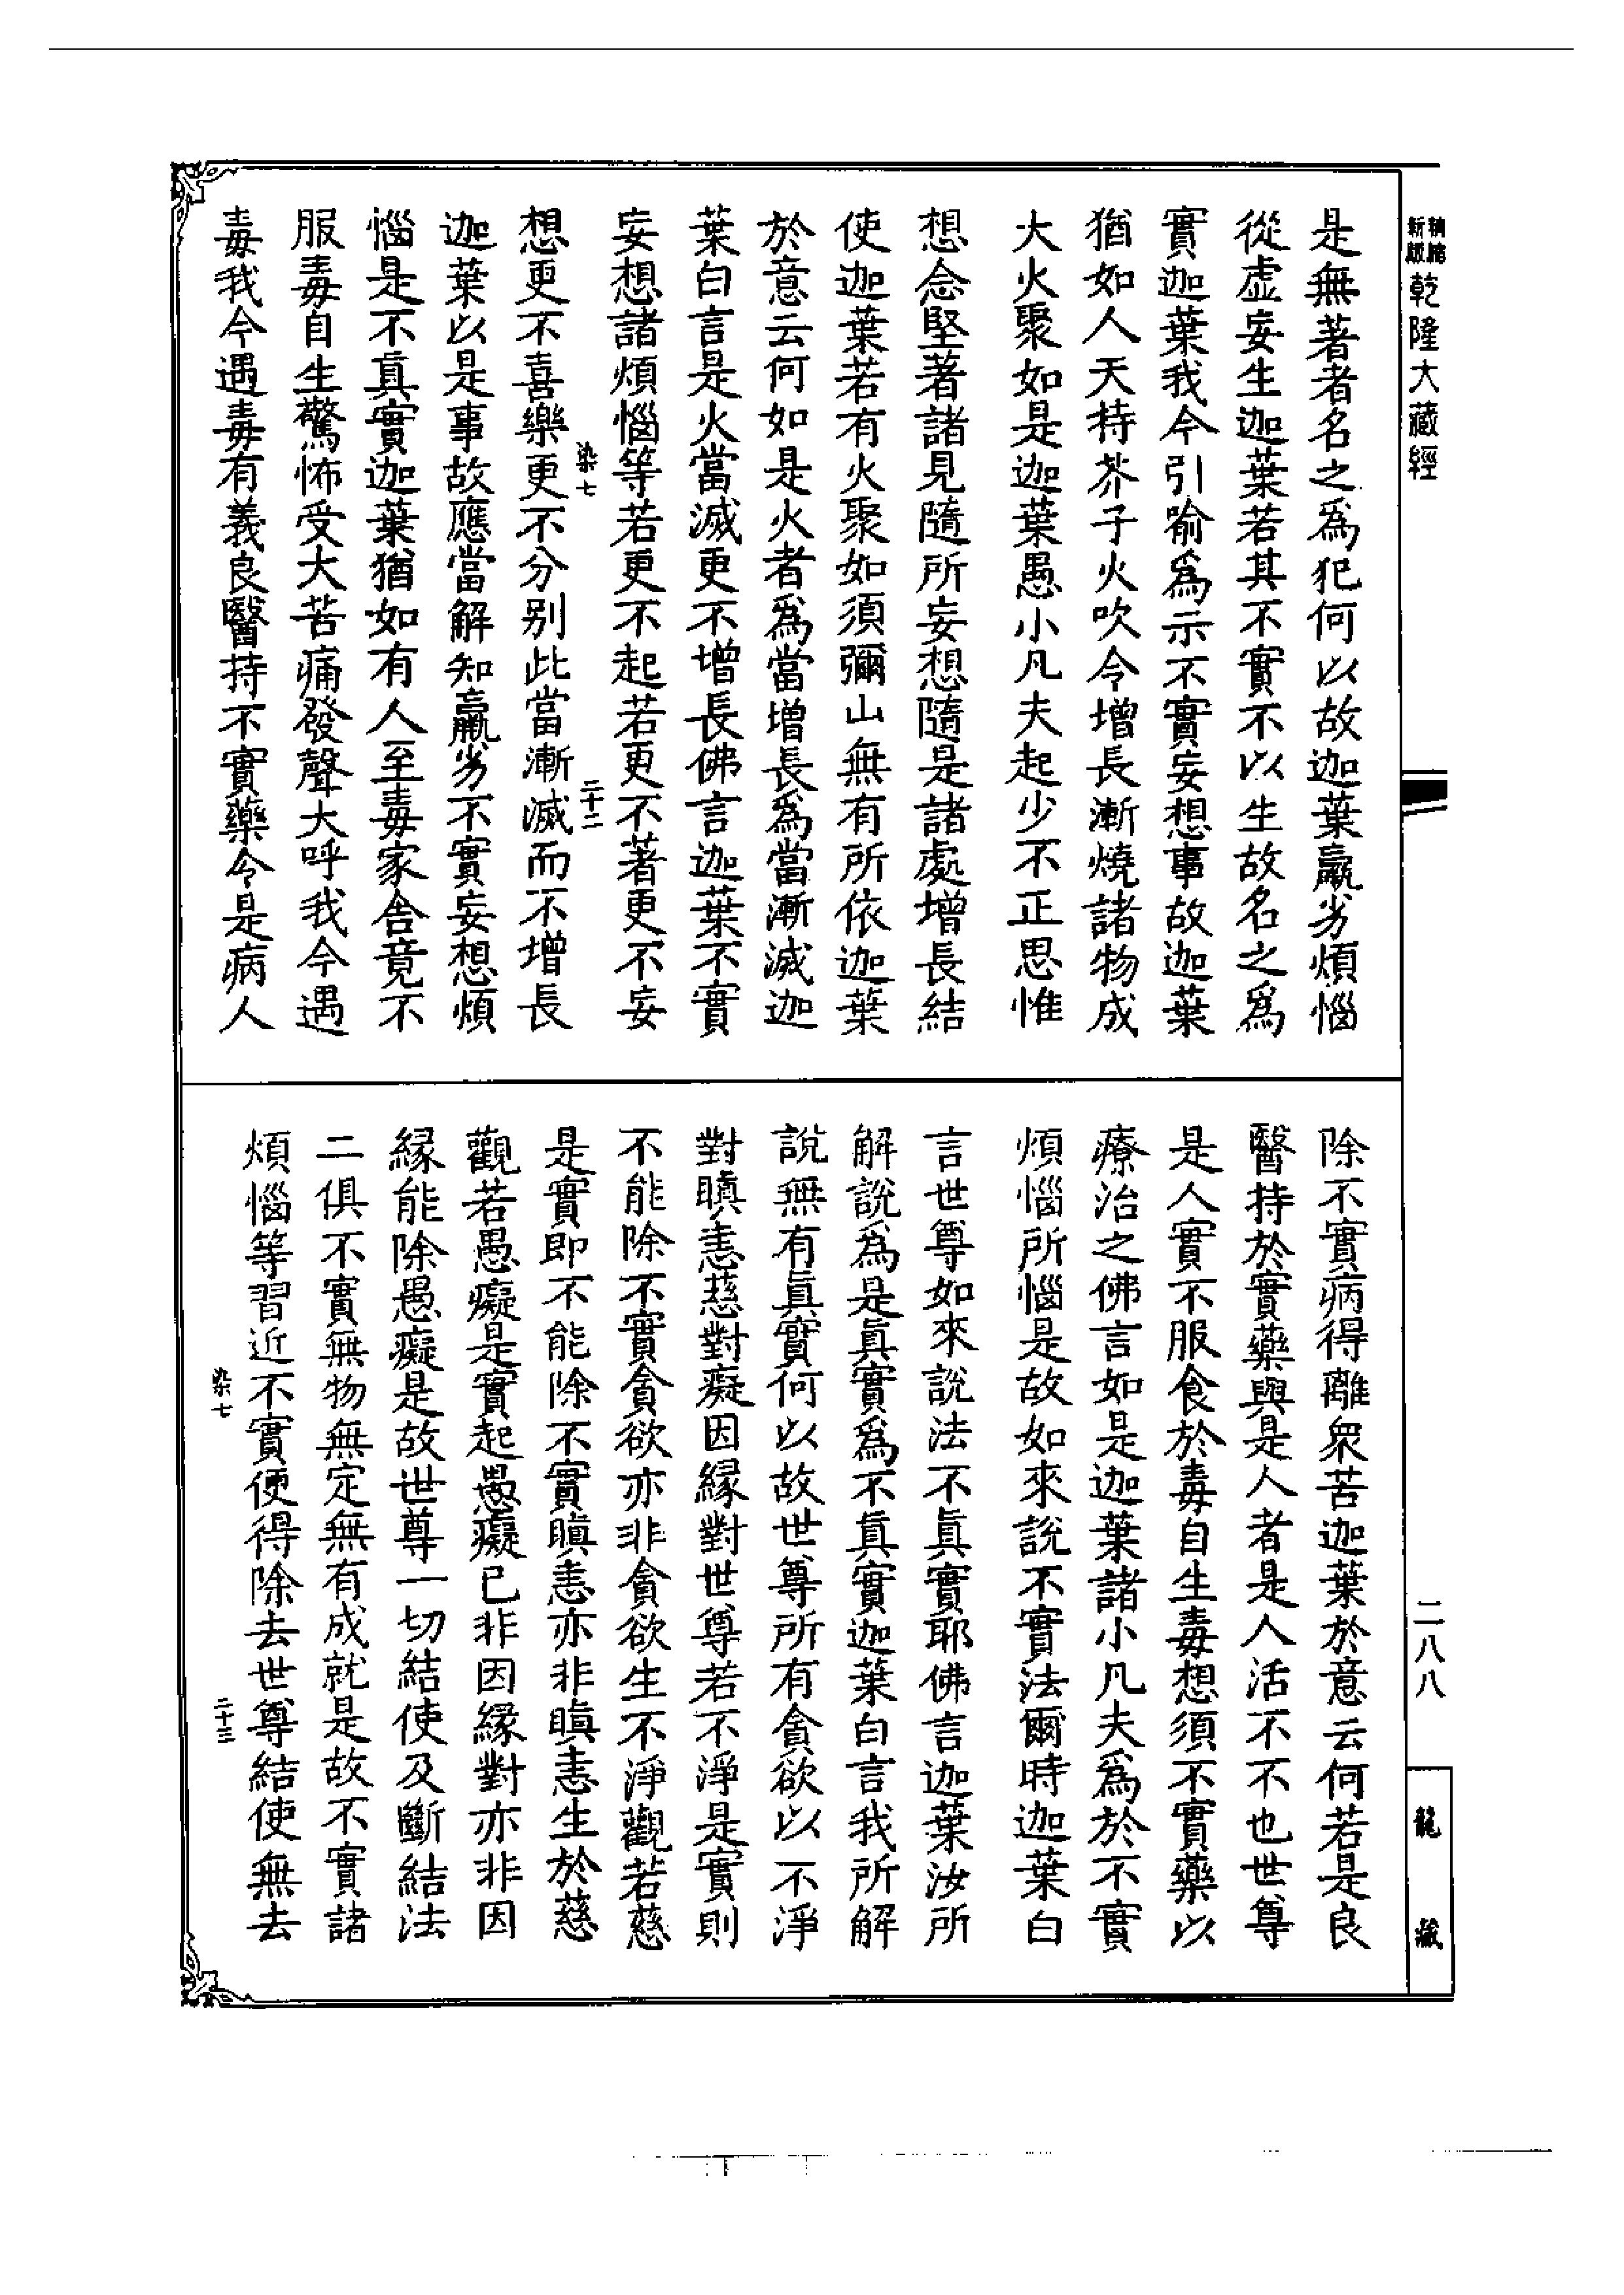 新版精縮乾隆大藏經
是無著者名之爲犯何以故迦葉羸劣煩惱
從虛妄生迦葉若其不實不以生故名之爲
實迦葉我今引喻爲示不實妄想事故迦葉
猶如人天持芥子火吹令增長漸燒諸物成
大火聚如是迦葉愚小凡夫起少不正思惟
想念堅著諸見隨所妄想隨是諸處增長結
使迦葉若有火聚如須彌山無有所依迦葉
於意云何如是火者爲當增長爲當漸滅迦
葉白言是火當滅更不增長佛言迦葉不實
妄想諸煩惱等若更不起若更不著更不妄
染七
二十二
想更不喜樂更不分別此當漸滅而不增長
迦葉以是事故應當解知羸劣不實妄想煩
惱是不真實迦葉猶如有人至毒家舍竟不
服毒自生驚怖受大苦痛發聲大呼我今遇
毒我今遇毒有義良醫持不實藥令是病人
除不實病得離衆苦迦葉於意云何若是良
醫持於實藥與是人者是人活不不也世尊
是人實不服食於毒自生毒想須不實藥以
療治之佛言如是迦葉諸小凡夫爲於不實
煩惱所惱是故如來說不實法爾時迦葉白
言世尊如來說法不真實耶佛言迦葉汝所
解說爲是眞實爲不真實迦葉白言我所解
說無有眞實何以故世尊所有貪欲以不淨
對瞋恚慈對癡因緣對世尊若不淨是實則
不能除不實貪欲亦非貪欲生不淨觀若慈
是實即不能除不實瞋恚亦非瞋恚生於慈
觀若愚癡是實起愚癡已非因緣對亦非因
緣能除愚癡是故世尊一切結使及斷結法
二俱不實無物無定無有成就是故不實諸
煩惱等習近不實便得除去世尊結使無去
染七
二十三
二八八
龍藏